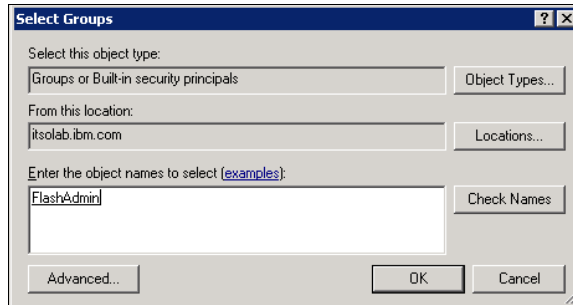 Select Groups
Select this object type:
Groups or Built-in security principals
Object Types...
From this location:
itsolab.ibm.com
Locations...
Enter the object names to select (examples):
FlashAdmin
Check Names
Advanced...
OK
Cancel